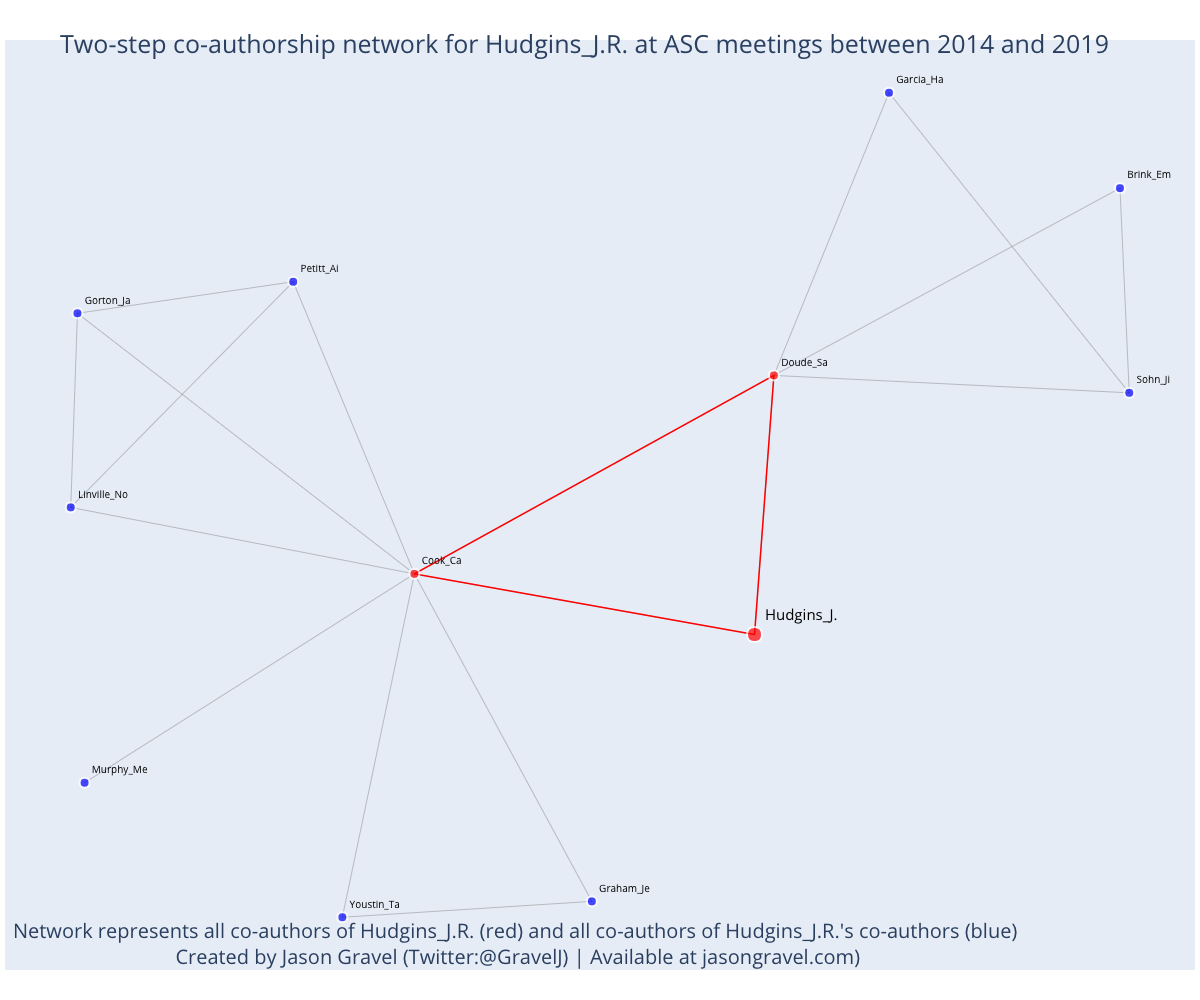 Two-step co-authorship network for Hudgins_J.R. at ASC meetings between 2014 and 2019
Garcia_Ha
Brink_Em
Petitt_Ai
Gorton_Ja
Doude_Sa
Sohn_Ji
Linville_No
Cook_Ca
Hudgins_J.
Murphy_Me
Graham_Je
Youstin_Ta
Network represents all co-authors of Hudgins_J.R. (red) and all co-authors of Hudgins_J.R.'s co-authors (blue)
Created by Jason Gravel (Twitter:@GravelJ) | Available at jasongravel.com)